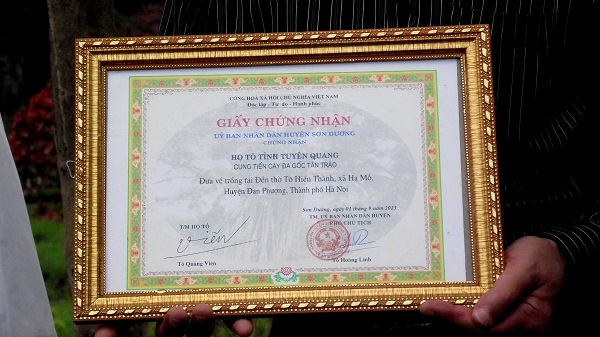 CỘNG HÒA XÃ HỘI CHỦ NGHĨA VIỆT NAM
Độc lập - Tự do - Hạnh phúc
GIẤY CHỨNG NHẬN
UỶ BAN NHÂN DÂN HUYỆN SƠN DƯƠNG
CHỨNG NHẬN
HỌ TÔ TỈNH TUYÊN QUANG
CUNG TIẾN CÂY ĐA GỐC TÂN TRÀO
Đưa về trồng tại Đền thờ Tô Hiến Thành, xã Hạ Mỗ,
Huyện Đan Phượng, Thành phố Hà Nội
Sơn Dương, ngày 01 tháng 9 năm 2013
T/M HỌ TÔ
TM. UỶ BAN NHÂN DÂN HUYỆN
PHÓ CHỦ TỊCH
Viễn
Tô Quang Viễn
Tô Hoàng Linh